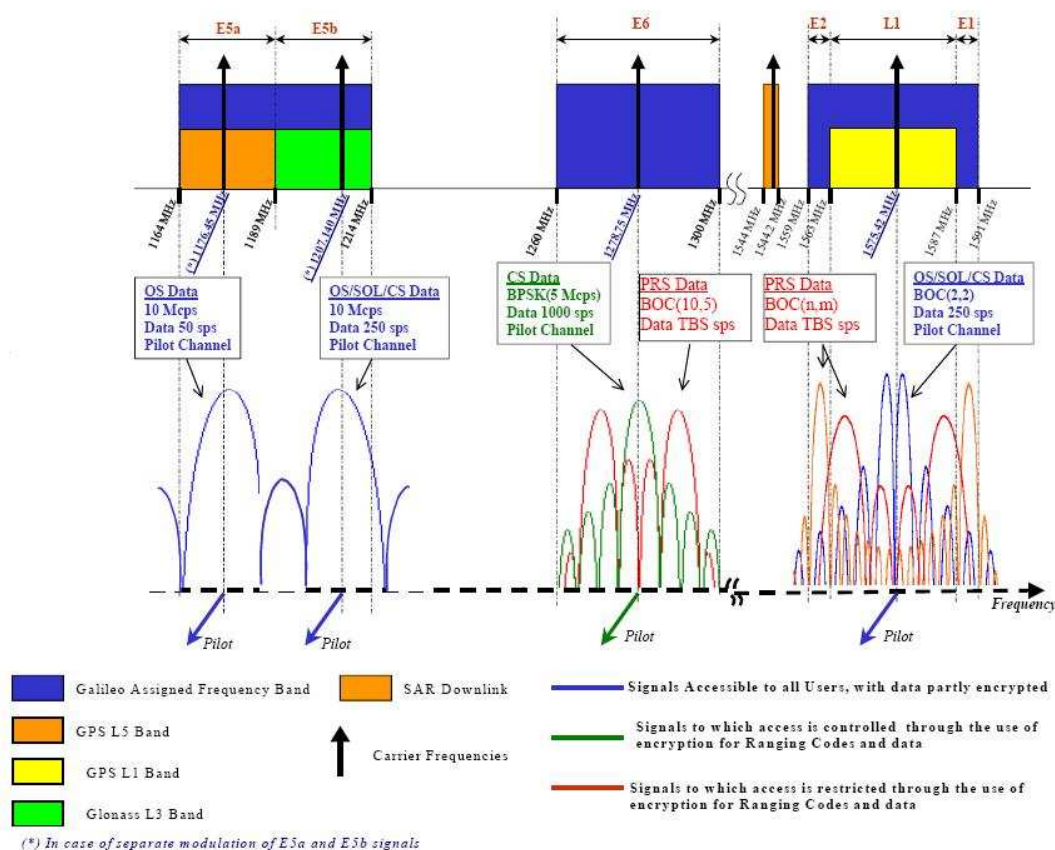 E5a E5b E6 E2 L1 E1
1164 MHz
(*) 1176.45 MHz
1189 MHz
(*) 1207.140 MHz
1214 MHz
1260 MHz
1278.75 MHz
1300 MHz
1544 MHz
1544.2 MHz
1559 MHz
1563 MHz
1575.42 MHz
1587 MHz
1591 MHz
OS Data
10 Mcps
Data 50 sps
Pilot Channel
OS/SOL/CS Data
10 Mcps
Data 250 sps
Pilot Channel
CS Data
BPSK(5 Mcps)
Data 1000 sps
Pilot Channel
PRS Data
BOC(10,5)
Data TBS sps
PRS Data
BOC(n,m)
Data TBS sps
OS/SOL/CS Data
BOC(2,2)
Data 250 sps
Pilot Channel
Frequency
Pilot
Pilot
Pilot
Pilot
Galileo Assigned Frequency Band
GPS L5 Band
GPS L1 Band
Glonass L3 Band
SAR Downlink
Carrier Frequencies
Signals Accessible to all Users, with data partly encrypted
Signals to which access is controlled through the use of
encryption for Ranging Codes and data
Signals to which access is restricted through the use of
encryption for Ranging Codes and data
(*) In case of separate modulation of E5a and E5b signals